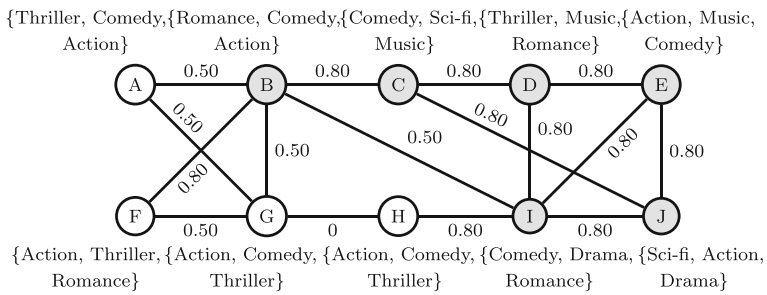 {Thriller, Comedy,{Romance, Comedy,{Comedy, Sci-fi,{Thriller, Music,{Action, Music,
Action} Action} Music} Romance} Comedy}
0.50 0.80 0.80 0.80
A B C D E
0.50 0.80 0.50 0.50 0.80 0.80 0.80 0.80
F G H I J
0.50 0 0.80 0.80
{Action, Thriller, {Action, Comedy, {Action, Comedy, {Comedy, Drama, {Sci-fi, Action,
Romance} Thriller} Thriller} Romance} Drama}